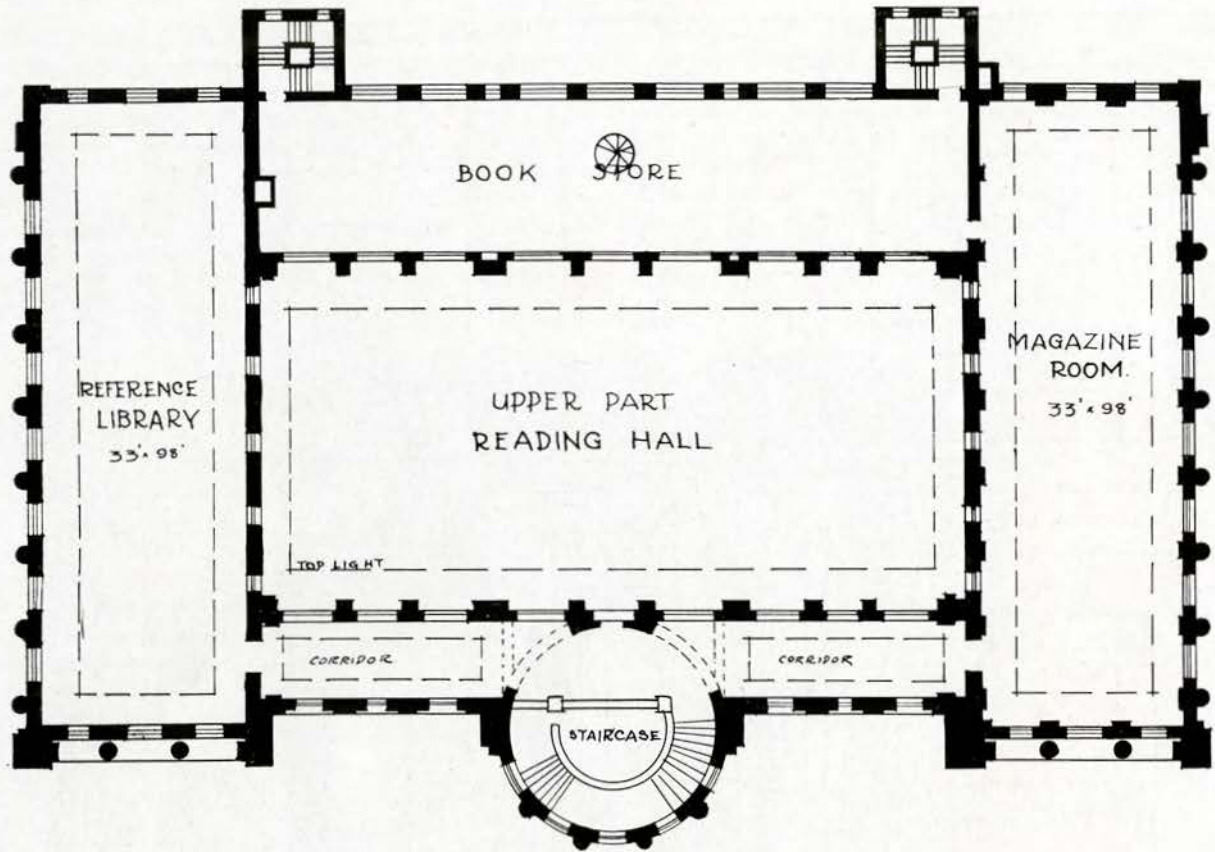 BOOK STORE
UPPER PART
READING HALL
REFERENCE
LIBRARY
33'x 98'
MAGAZINE
ROOM.
33'x 98'
TOP LIGHT
CORRIDOR
CORRIDOR
STAIRCASE